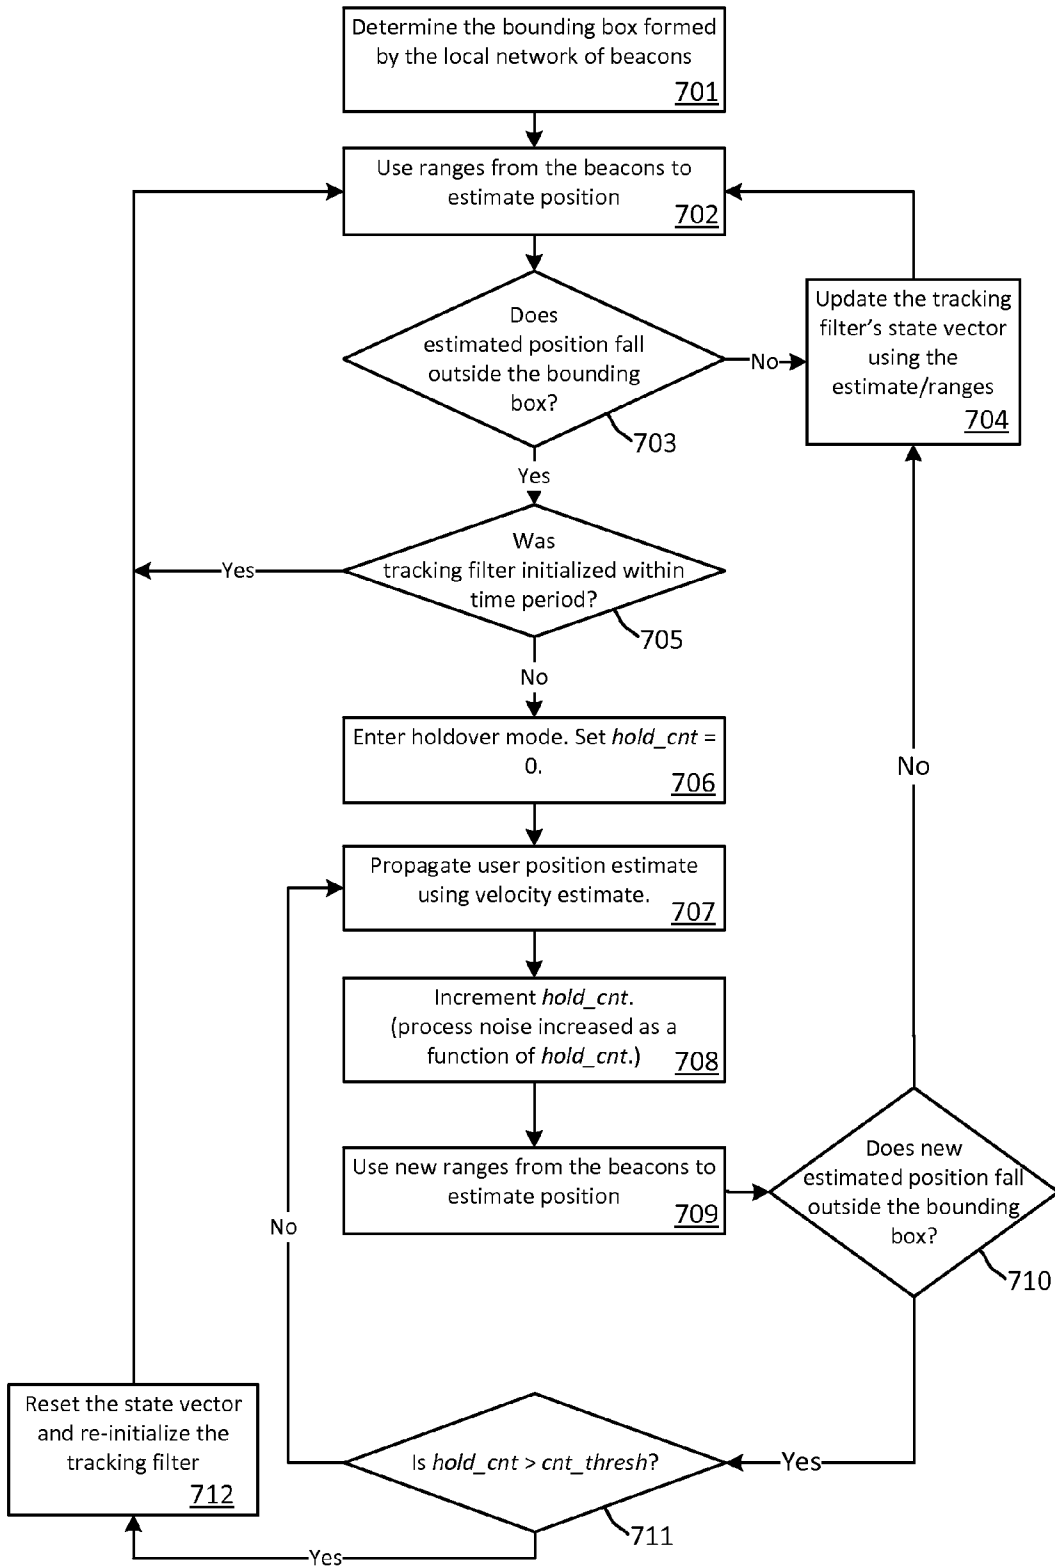 Determine the bounding box formed
by the local network of beacons
701
Use ranges from the beacons to
estimate position
702
Does
estimated position fall
outside the bounding
box?
703
No
Update the tracking
filter's state vector
using the
estimate/ranges
704
Yes
Was
tracking filter initialized within
time period?
705
Yes
No
Enter holdover mode. Set hold_cnt =
0.
706
No
Propagate user position estimate
using velocity estimate.
707
Increment hold_cnt.
(process noise increased as a
function of hold_cnt.)
708
Use new ranges from the beacons to
estimate position
709
Does new
estimated position fall
outside the bounding
box?
710
No
Yes
Is hold_cnt > cnt_thresh?
711
Reset the state vector
and re-initialize the
tracking filter
712
Yes